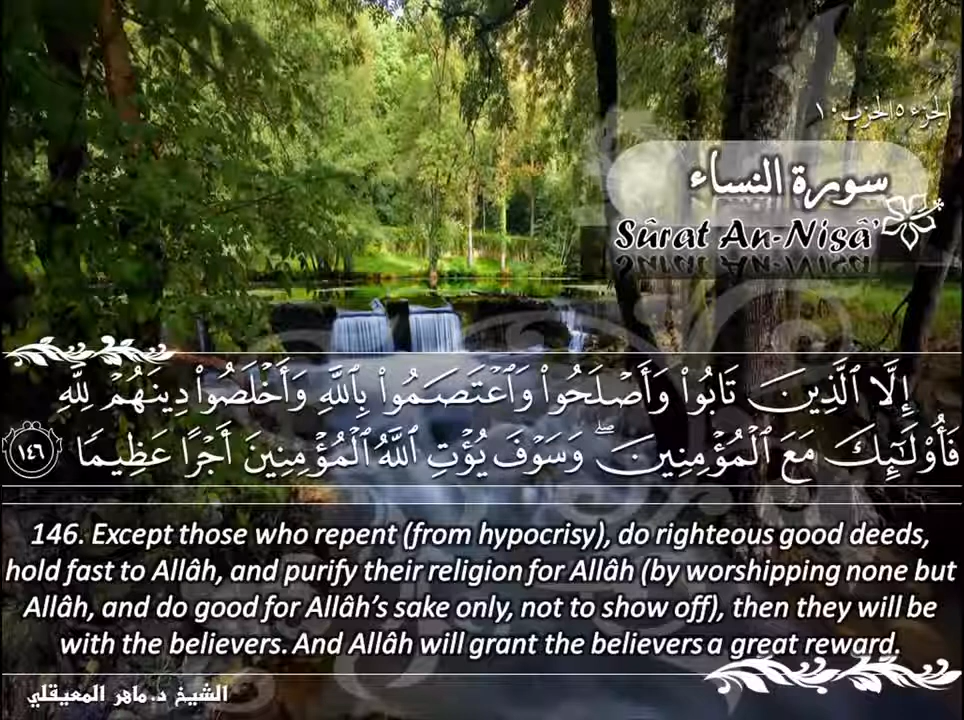 الجزء ٥ الحزب ١٠
سورة النساء
Sûrat An-Nisâ'
إِلَّا ٱلَّذِينَ تَابُوا۟ وَأَصْلَحُوا۟ وَٱعْتَصَمُوا۟ بِٱللَّهِ وَأَخْلَصُوا۟ دِينَهُمْ لِلَّهِ
فَأُو۟لَٰٓئِكَ مَعَ ٱلْمُؤْمِنِينَ ۖ وَسَوْفَ يُؤْتِ ٱللَّهُ ٱلْمُؤْمِنِينَ أَجْرًا عَظِيمًا ١٤٦
146. Except those who repent (from hypocrisy), do righteous good deeds,
hold fast to Allâh, and purify their religion for Allâh (by worshipping none but
Allâh, and do good for Allâh's sake only, not to show off), then they will be
with the believers. And Allâh will grant the believers a great reward.
الشيخ د. ماهر المعيقلي